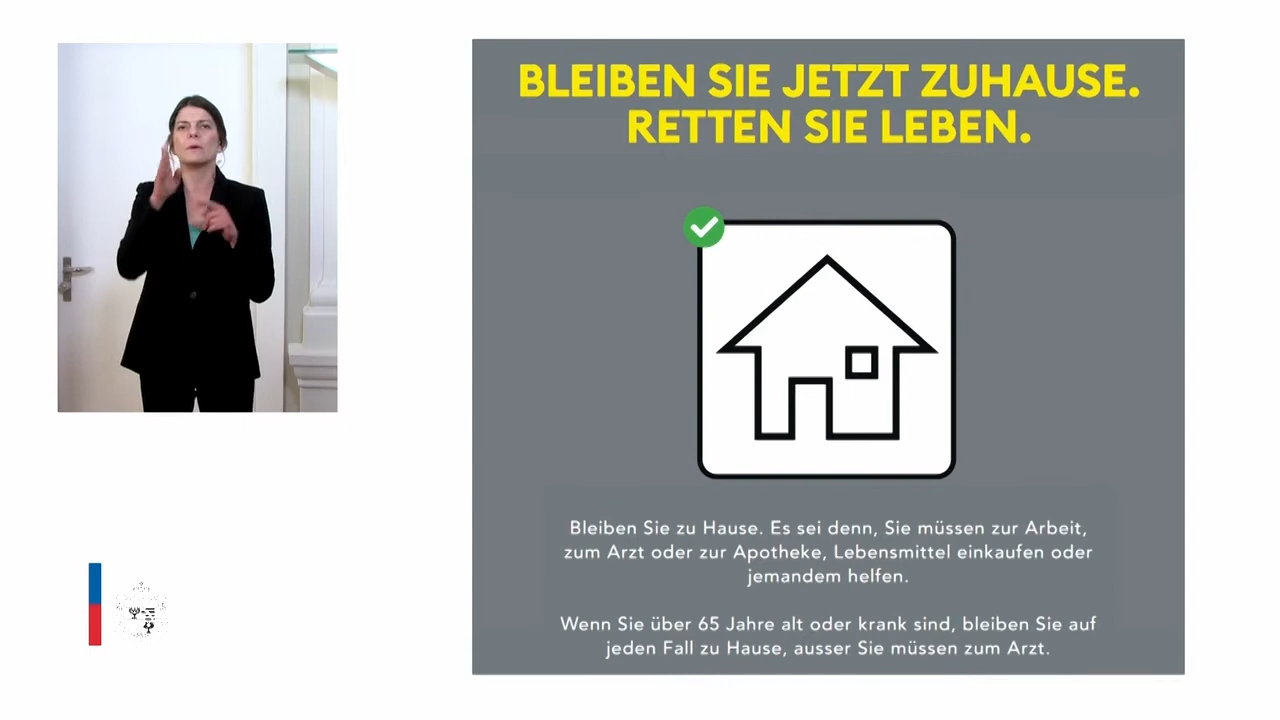 BLEIBEN SIE JETZT ZUHAUSE.
RETTEN SIE LEBEN.
Bleiben Sie zu Hause. Es sei denn, Sie müssen zur Arbeit,
zum Arzt oder zur Apotheke, Lebensmittel einkaufen oder
jemandem helfen.
Wenn Sie über 65 Jahre alt oder krank sind, bleiben Sie auf
jeden Fall zu Hause, ausser Sie müssen zum Arzt.